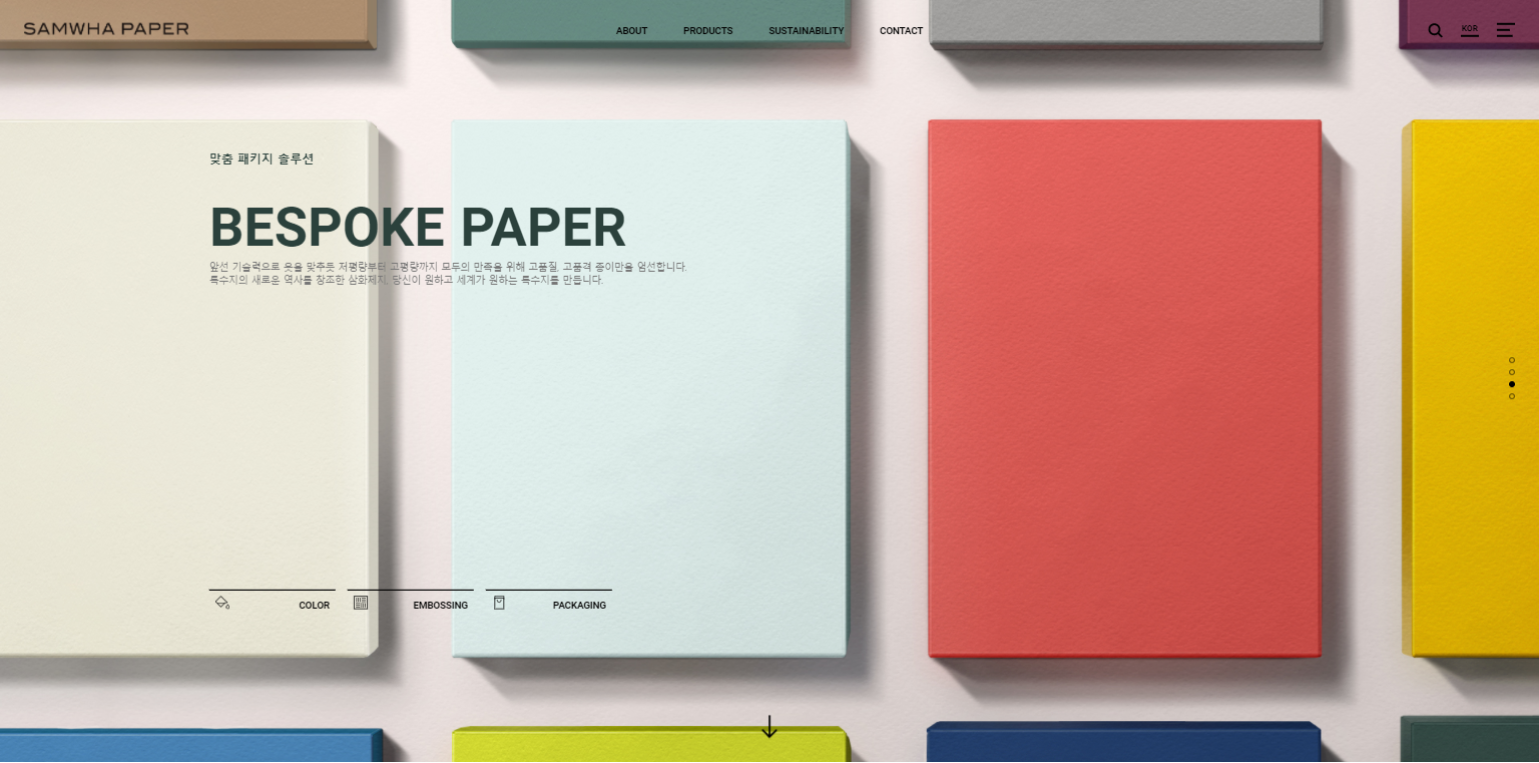 SAMWHA PAPER
ABOUT PRODUCTS SUSTAINABILITY CONTACT
KOR
맞춤 패키지 솔루션
BESPOKE PAPER
앞선 기술력으로 옷을 맞추듯 저평량부터 고평량까지 모두의 만족을 위해 고품질, 고품격 종이만을 엄선합니다.
특수지의 새로운 역사를 창조한 삼화제지, 당신이 원하고 세계가 원하는 특수지를 만듭니다.
COLOR EMBOSSING PACKAGING